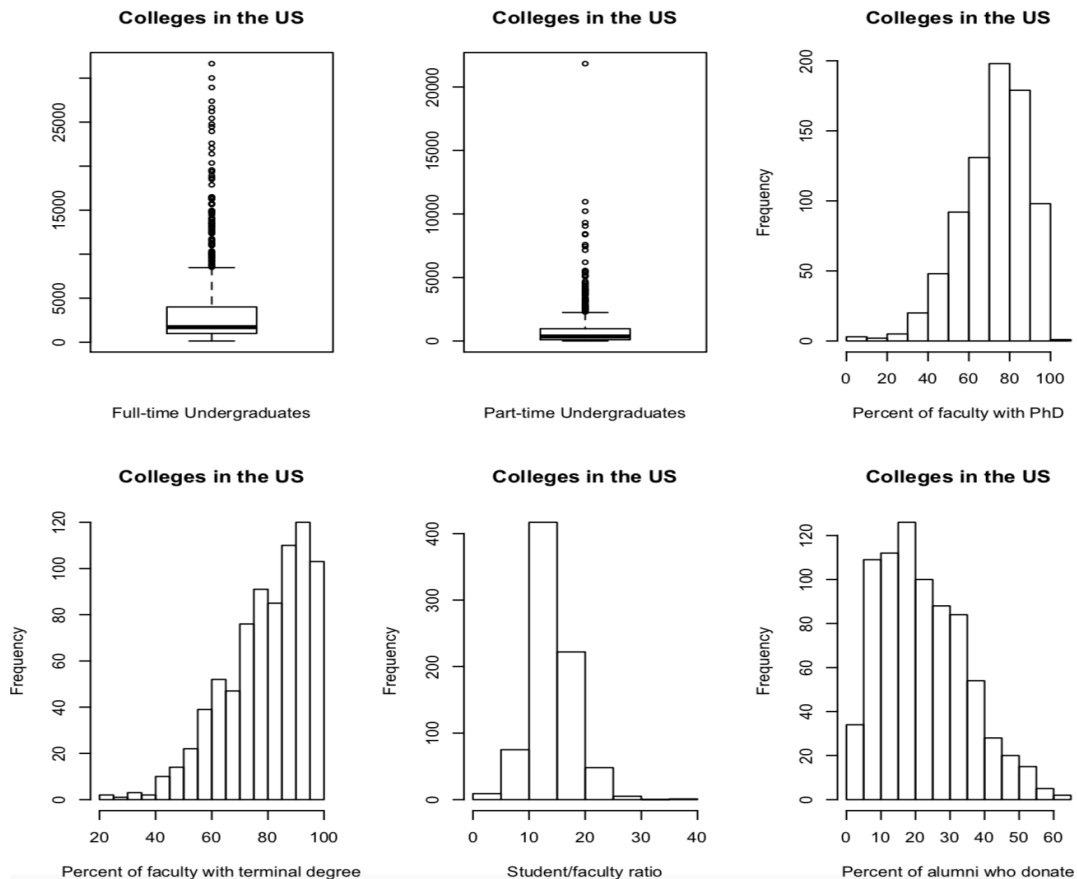 Colleges in the US
25000
15000
5000
0
Full-time Undergraduates
Colleges in the US
20000
15000
10000
5000
0
Part-time Undergraduates
Colleges in the US
Frequency
200
150
100
50
0
0 20 40 60 80 100
Percent of faculty with PhD
Colleges in the US
Frequency
120
100
80
60
40
20
0
20 40 60 80 100
Percent of faculty with terminal degree
Colleges in the US
Frequency
400
300
200
100
0
0 10 20 30 40
Student/faculty ratio
Colleges in the US
Frequency
120
100
80
60
40
20
0
0 10 20 30 40 50 60
Percent of alumni who donate